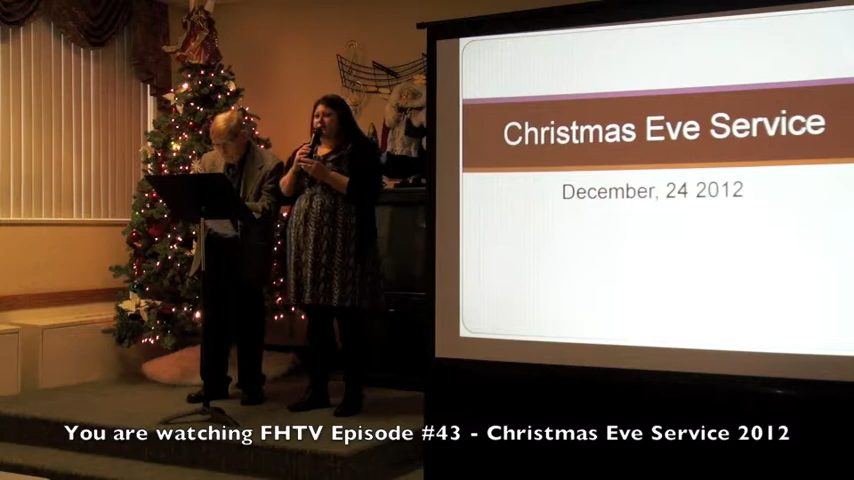 Christmas Eve Service
December, 24 2012
You are watching FHTV Episode #43 - Christmas Eve Service 2012